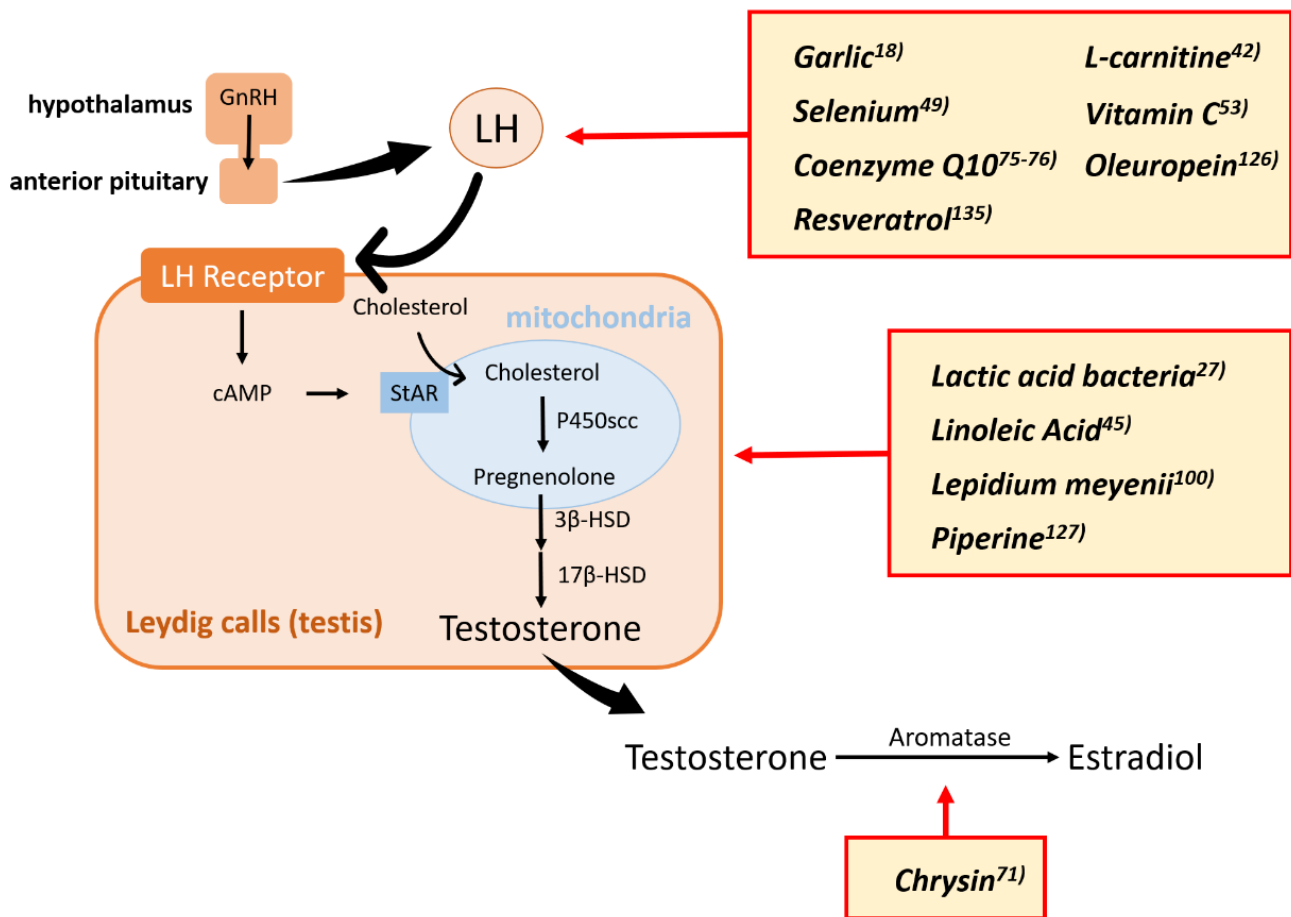 hypothalamus
GnRH
anterior pituitary
LH
Garlic18)
L-carnitine42)
Selenium49)
Vitamin C53)
Coenzyme Q1075-76)
Oleuropein126)
Resveratrol135)
LH Receptor
Cholesterol
mitochondria
cAMP
StAR
Cholesterol
P450scc
Pregnenolone
3β-HSD
17β-HSD
Leydig calls (testis)
Testosterone
Lactic acid bacteria27)
Linoleic Acid45)
Lepidium meyenii100)
Piperine127)
Testosterone
Aromatase
Estradiol
Chrysin71)